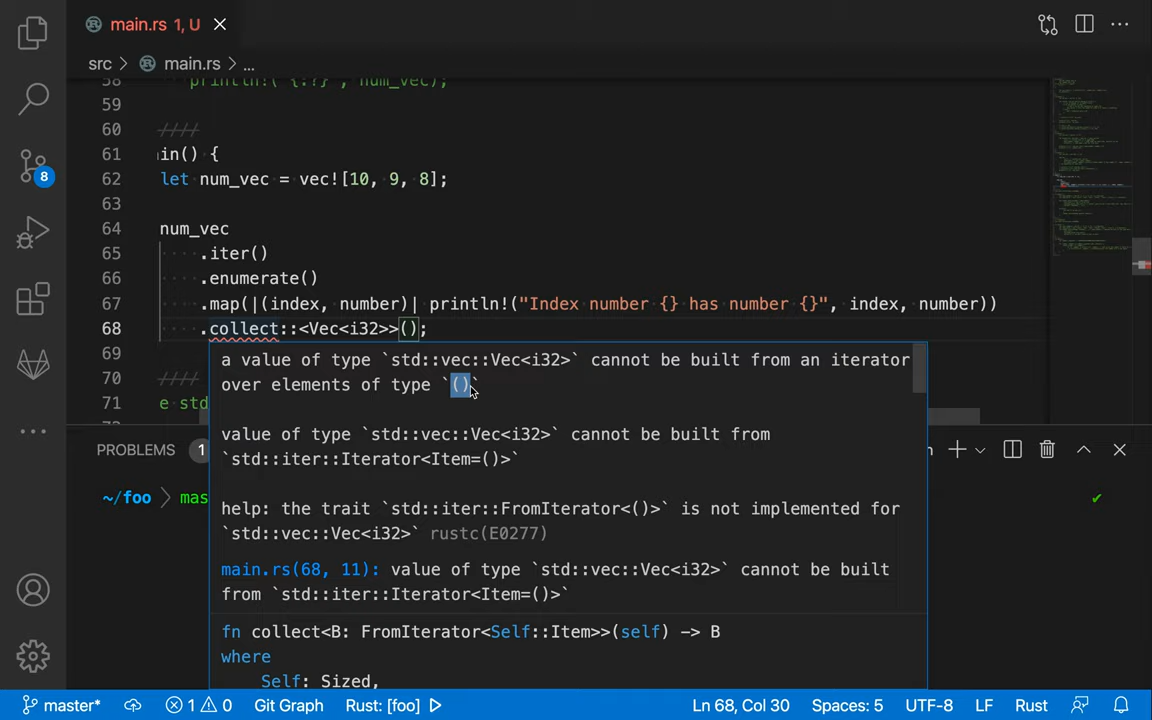 main.rs 1, U
src > main.rs > ...
58 println!("{:?}", num_vec);
59
60 ////
61 in() {
62 let num_vec = vec![10, 9, 8];
63
64 num_vec
65 .iter()
66 .enumerate()
67 .map(|(index, number)| println!("Index number {} has number {}", index, number))
68 .collect::<Vec<i32>>();
69
70 ////
71 e std
a value of type `std::vec::Vec<i32>` cannot be built from an iterator
over elements of type `()`
value of type `std::vec::Vec<i32>` cannot be built from
`std::iter::Iterator<Item=()>`
help: the trait `std::iter::FromIterator<()>` is not implemented for
`std::vec::Vec<i32>` rustc(E0277)
main.rs(68, 11): value of type `std::vec::Vec<i32>` cannot be built
from `std::iter::Iterator<Item=()>`
fn collect<B: FromIterator<Self::Item>>(self) -> B
where
Self: Sized,
PROBLEMS 1
~/foo > mas
8
master* 1 0 Git Graph Rust: [foo] Ln 68, Col 30 Spaces: 5 UTF-8 LF Rust